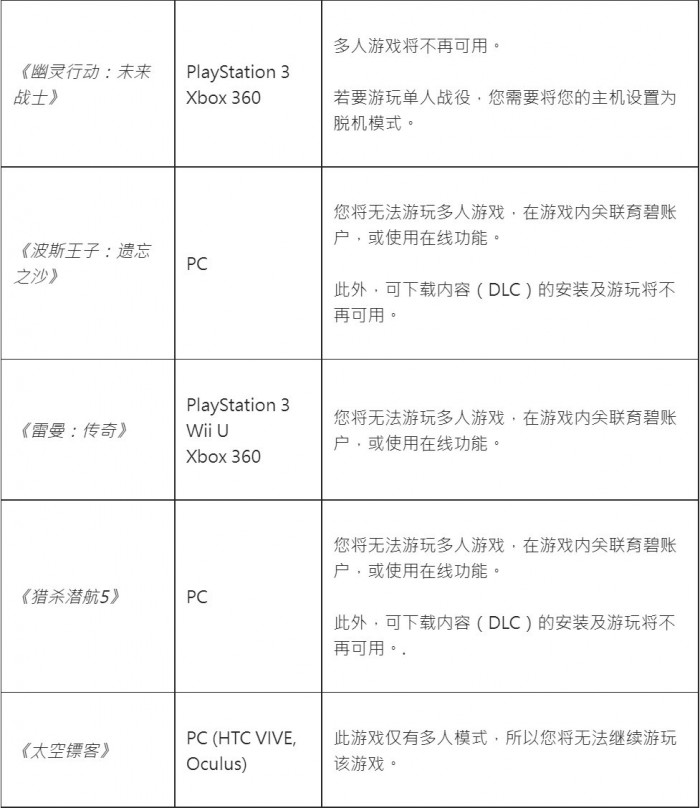 《幽灵行动：未来
战士》
PlayStation 3
Xbox 360
多人游戏将不再可用。
若要游玩单人战役，您需要将您的主机设置为
脱机模式。
《波斯王子：遗忘
之沙》
PC
您将无法游玩多人游戏，在游戏内关联育碧账
户，或使用在线功能。
此外，可下载内容（DLC）的安装及游玩将不
再可用。
《雷曼：传奇》
PlayStation 3
Wii U
Xbox 360
您将无法游玩多人游戏，在游戏内关联育碧账
户，或使用在线功能。
《猎杀潜航5》
PC
您将无法游玩多人游戏，在游戏内关联育碧账
户，或使用在线功能。
此外，可下载内容（DLC）的安装及游玩将不
再可用。.
《太空镖客》
PC (HTC VIVE,
Oculus)
此游戏仅有多人模式，所以您将无法继续游玩
该游戏。